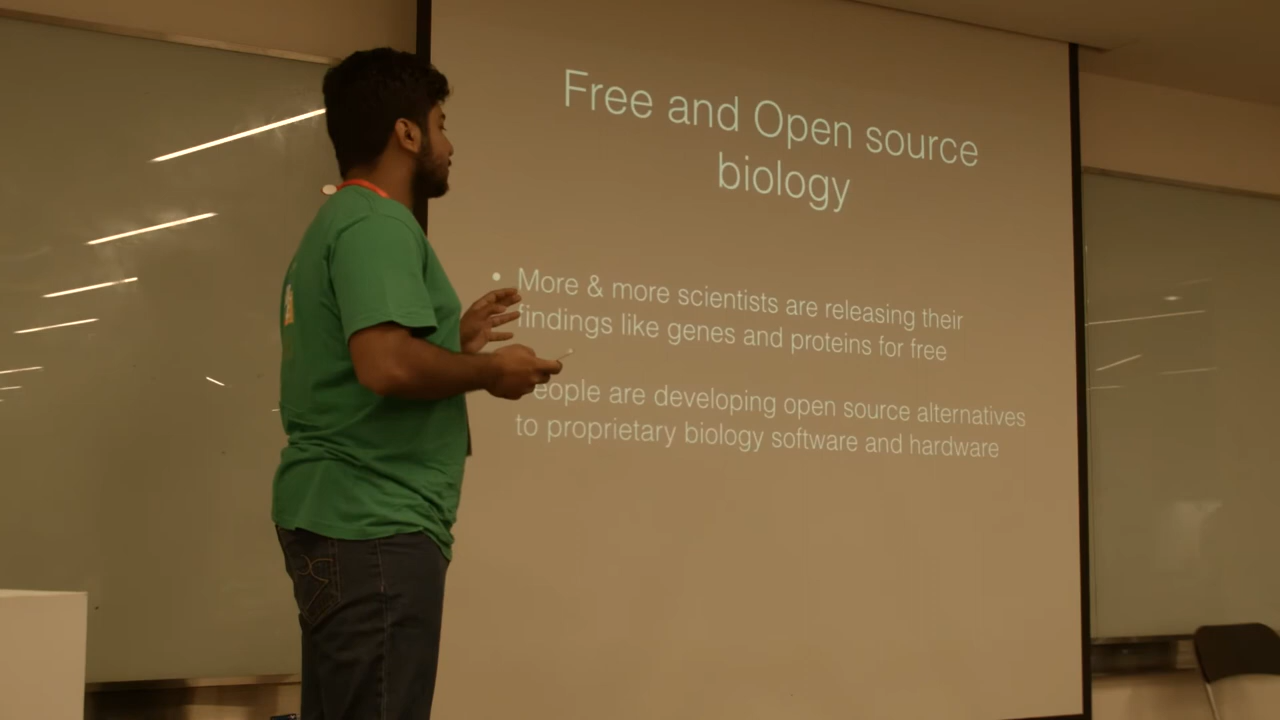 Free and Open source
biology
• More & more scientists are releasing their
findings like genes and proteins for free
eople are developing open source alternatives
to proprietary biology software and hardware